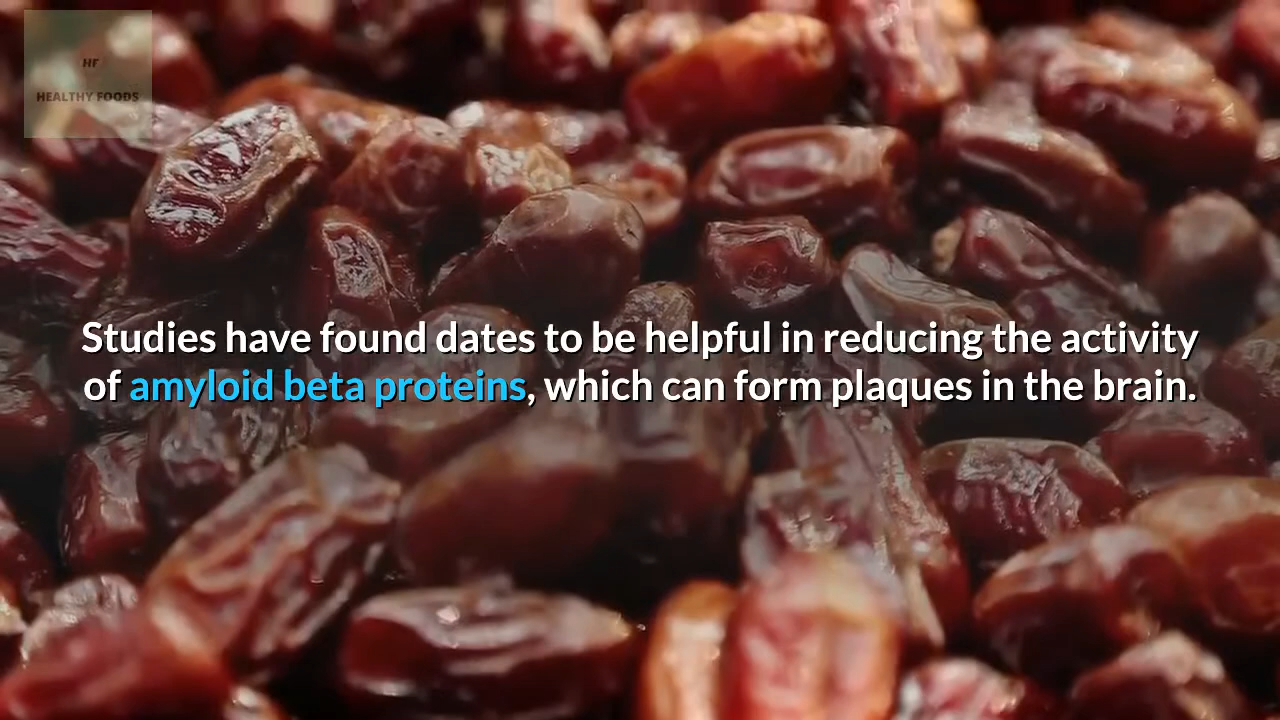 HF
HEALTHY FOODS
Studies have found dates to be helpful in reducing the activity
of amyloid beta proteins, which can form plaques in the brain.